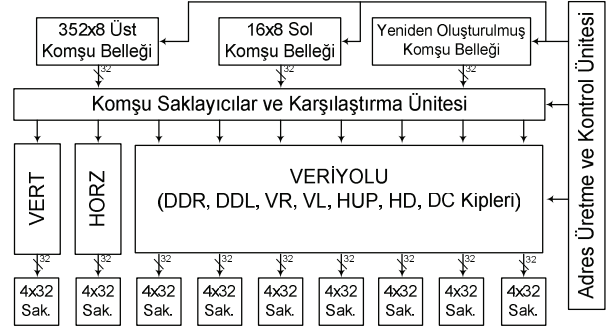 352x8 Üst
Komşu Belleği
16x8 Sol
Komşu Belleği
Yeniden Oluşturulmuş
Komşu Belleği
Adres Üretme ve Kontrol Ünitesi
32
32
32
Komşu Saklayıcılar ve Karşılaştırma Ünitesi
VERT
HORZ
VERİYOLU
(DDR, DDL, VR, VL, HUP, HD, DC Kipleri)
32
32
32
32
32
32
32
32
32
4x32
Sak.
4x32
Sak.
4x32
Sak.
4x32
Sak.
4x32
Sak.
4x32
Sak.
4x32
Sak.
4x32
Sak.
4x32
Sak.